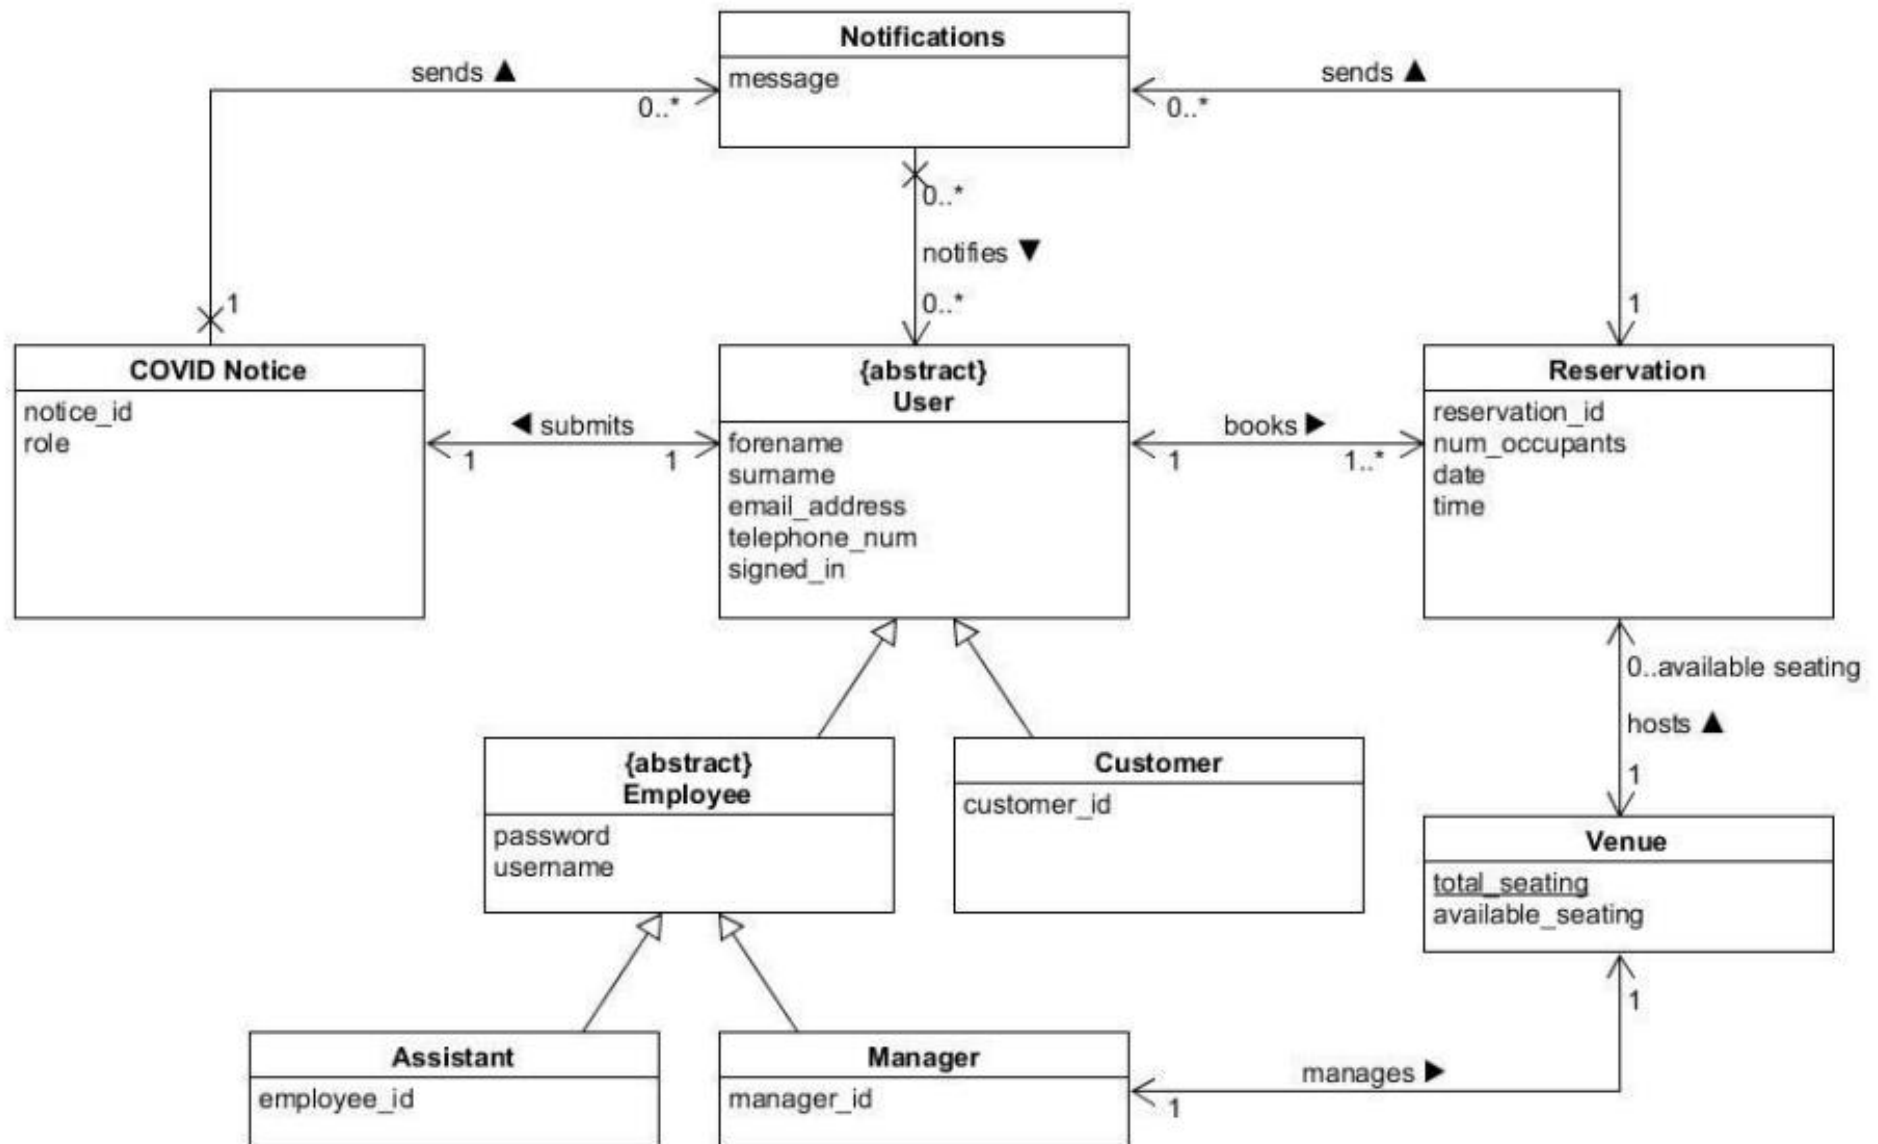 Notifications
message
sends ▲
0..*
sends ▲
0..*
0..*
notifies ▼
0..*
1
1
COVID Notice
notice_id
role
◀ submits
1
1
{abstract}
User
forename
surname
email_address
telephone_num
signed_in
books ▶
1
1..*
Reservation
reservation_id
num_occupants
date
time
0..available seating
hosts ▲
1
{abstract}
Employee
password
username
Customer
customer_id
Venue
total_seating
available_seating
1
Assistant
employee_id
Manager
manager_id
manages ▶
1